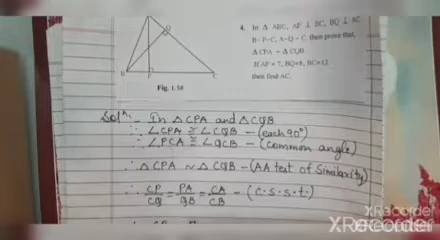 4. In △ ABC, AP ⊥ BC, BQ ⊥ AC
B-P-C, A-Q-C then prove that,
△ CPA ~ △ CQB
If AP = 7, BQ=8, BC=12
then find AC.
Q
B P C
Fig. 1.38
Solⁿ:- In △CPA and △CQB
∴ ∠CPA ≅ ∠CQB - (each 90°)
∴ ∠PCA ≅ ∠QCB - (common angle)
∴ △CPA ~ △CQB - (AA test of Similarity)
∴ CP/CQ = PA/QB = CA/CB - (c.s.s.t.)
XRecorder
XRecorder